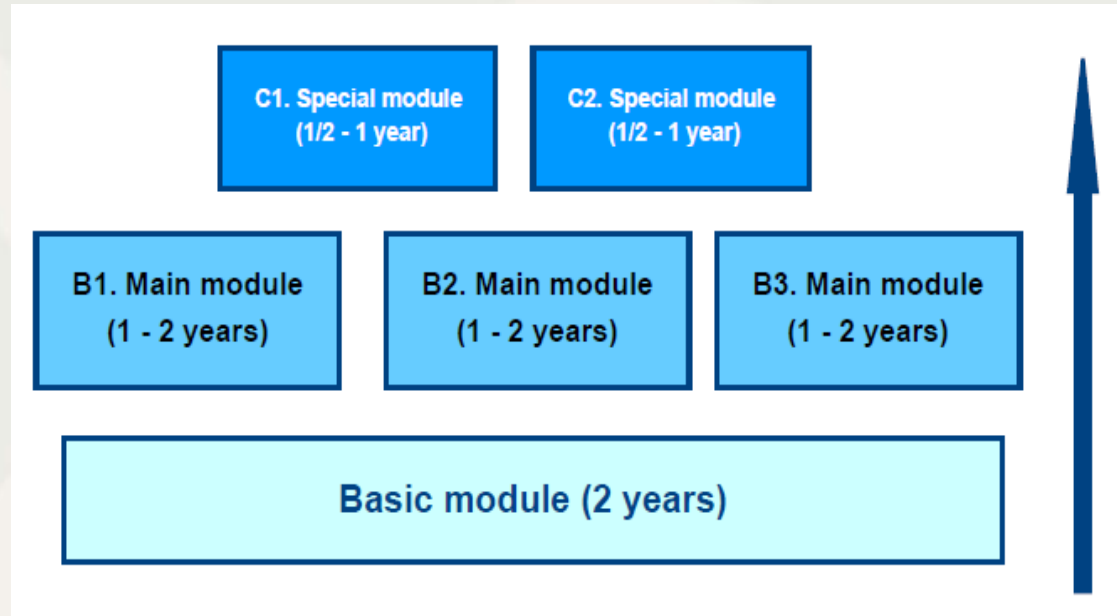 C1. Special module
(1/2 - 1 year)
C2. Special module
(1/2 - 1 year)
B1. Main module
(1 - 2 years)
B2. Main module
(1 - 2 years)
B3. Main module
(1 - 2 years)
Basic module (2 years)